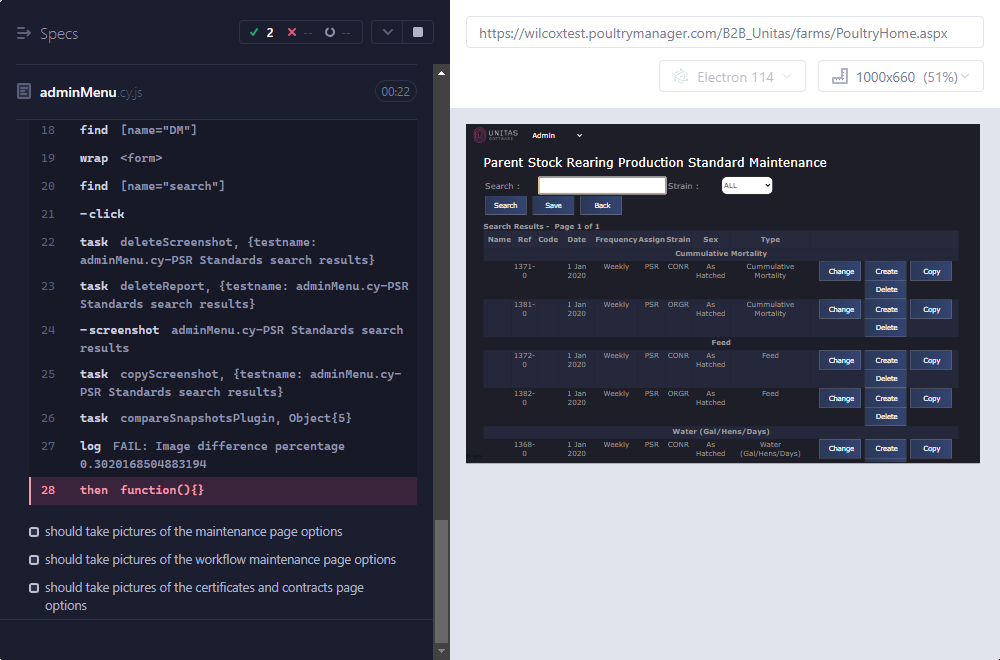 Specs
2 -- --
adminMenu.cy.js 00:22
18 find [name="DM"]
19 wrap <form>
20 find [name="search"]
21 -click
22 task deleteScreenshot, {testname:
adminMenu.cy-PSR Standards search results}
23 task deleteReport, {testname: adminMenu.cy-PSR
Standards search results}
24 -screenshot adminMenu.cy-PSR Standards search
results
25 task copyScreenshot, {testname: adminMenu.cy-
PSR Standards search results}
26 task compareSnapshotsPlugin, Object{5}
27 log FAIL: Image difference percentage
0.3020168504883194
28 then function(){}
should take pictures of the maintenance page options
should take pictures of the workflow maintenance page options
should take pictures of the certificates and contracts page
options
https://wilcoxtest.poultrymanager.com/B2B_Unitas/farms/PoultryHome.aspx
Electron 114
1000x660 (51%)
UNITAS
SOFTWARE
Admin
Parent Stock Rearing Production Standard Maintenance
Search : Strain : ALL
Search Save Back
Search Results - Page 1 of 1
Name Ref Code Date Frequency Assign Strain Sex Type
Cummulative Mortality
1371- 1 Jan Weekly PSR CONR As Cummulative Change Create Copy
0 2020 Hatched Mortality
Delete
1381- 1 Jan Weekly PSR ORGR As Cummulative Change Create Copy
0 2020 Hatched Mortality
Delete
Feed
1372- 1 Jan Weekly PSR CONR As Feed Change Create Copy
0 2020 Hatched
Delete
1382- 1 Jan Weekly PSR ORGR As Feed Change Create Copy
0 2020 Hatched
Delete
Water (Gal/Hens/Days)
1368- 1 Jan Weekly PSR CONR As Water Change Create Copy
0 2020 Hatched (Gal/Hens/Days)